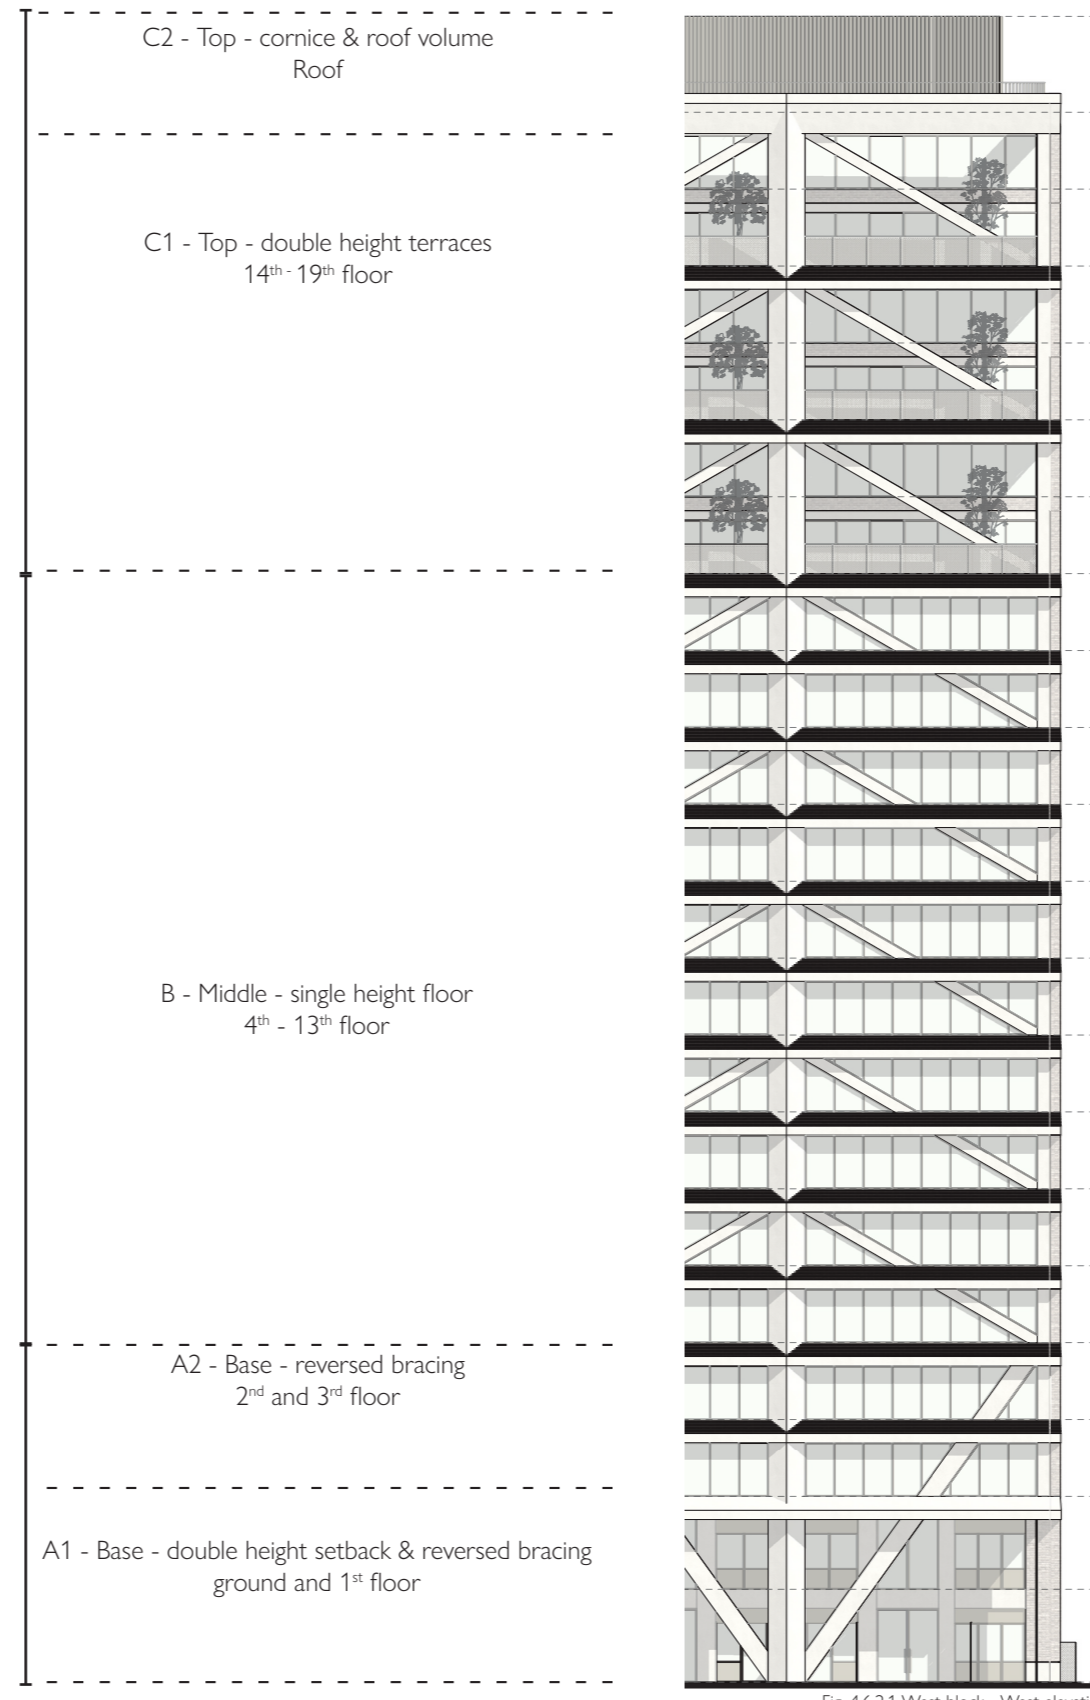 C2 - Top - cornice & roof volume
Roof
C1 - Top - double height terraces
14th - 19th floor
B - Middle - single height floor
4th - 13th floor
A2 - Base - reversed bracing
2nd and 3rd floor
A1 - Base - double height setback & reversed bracing
ground and 1st floor